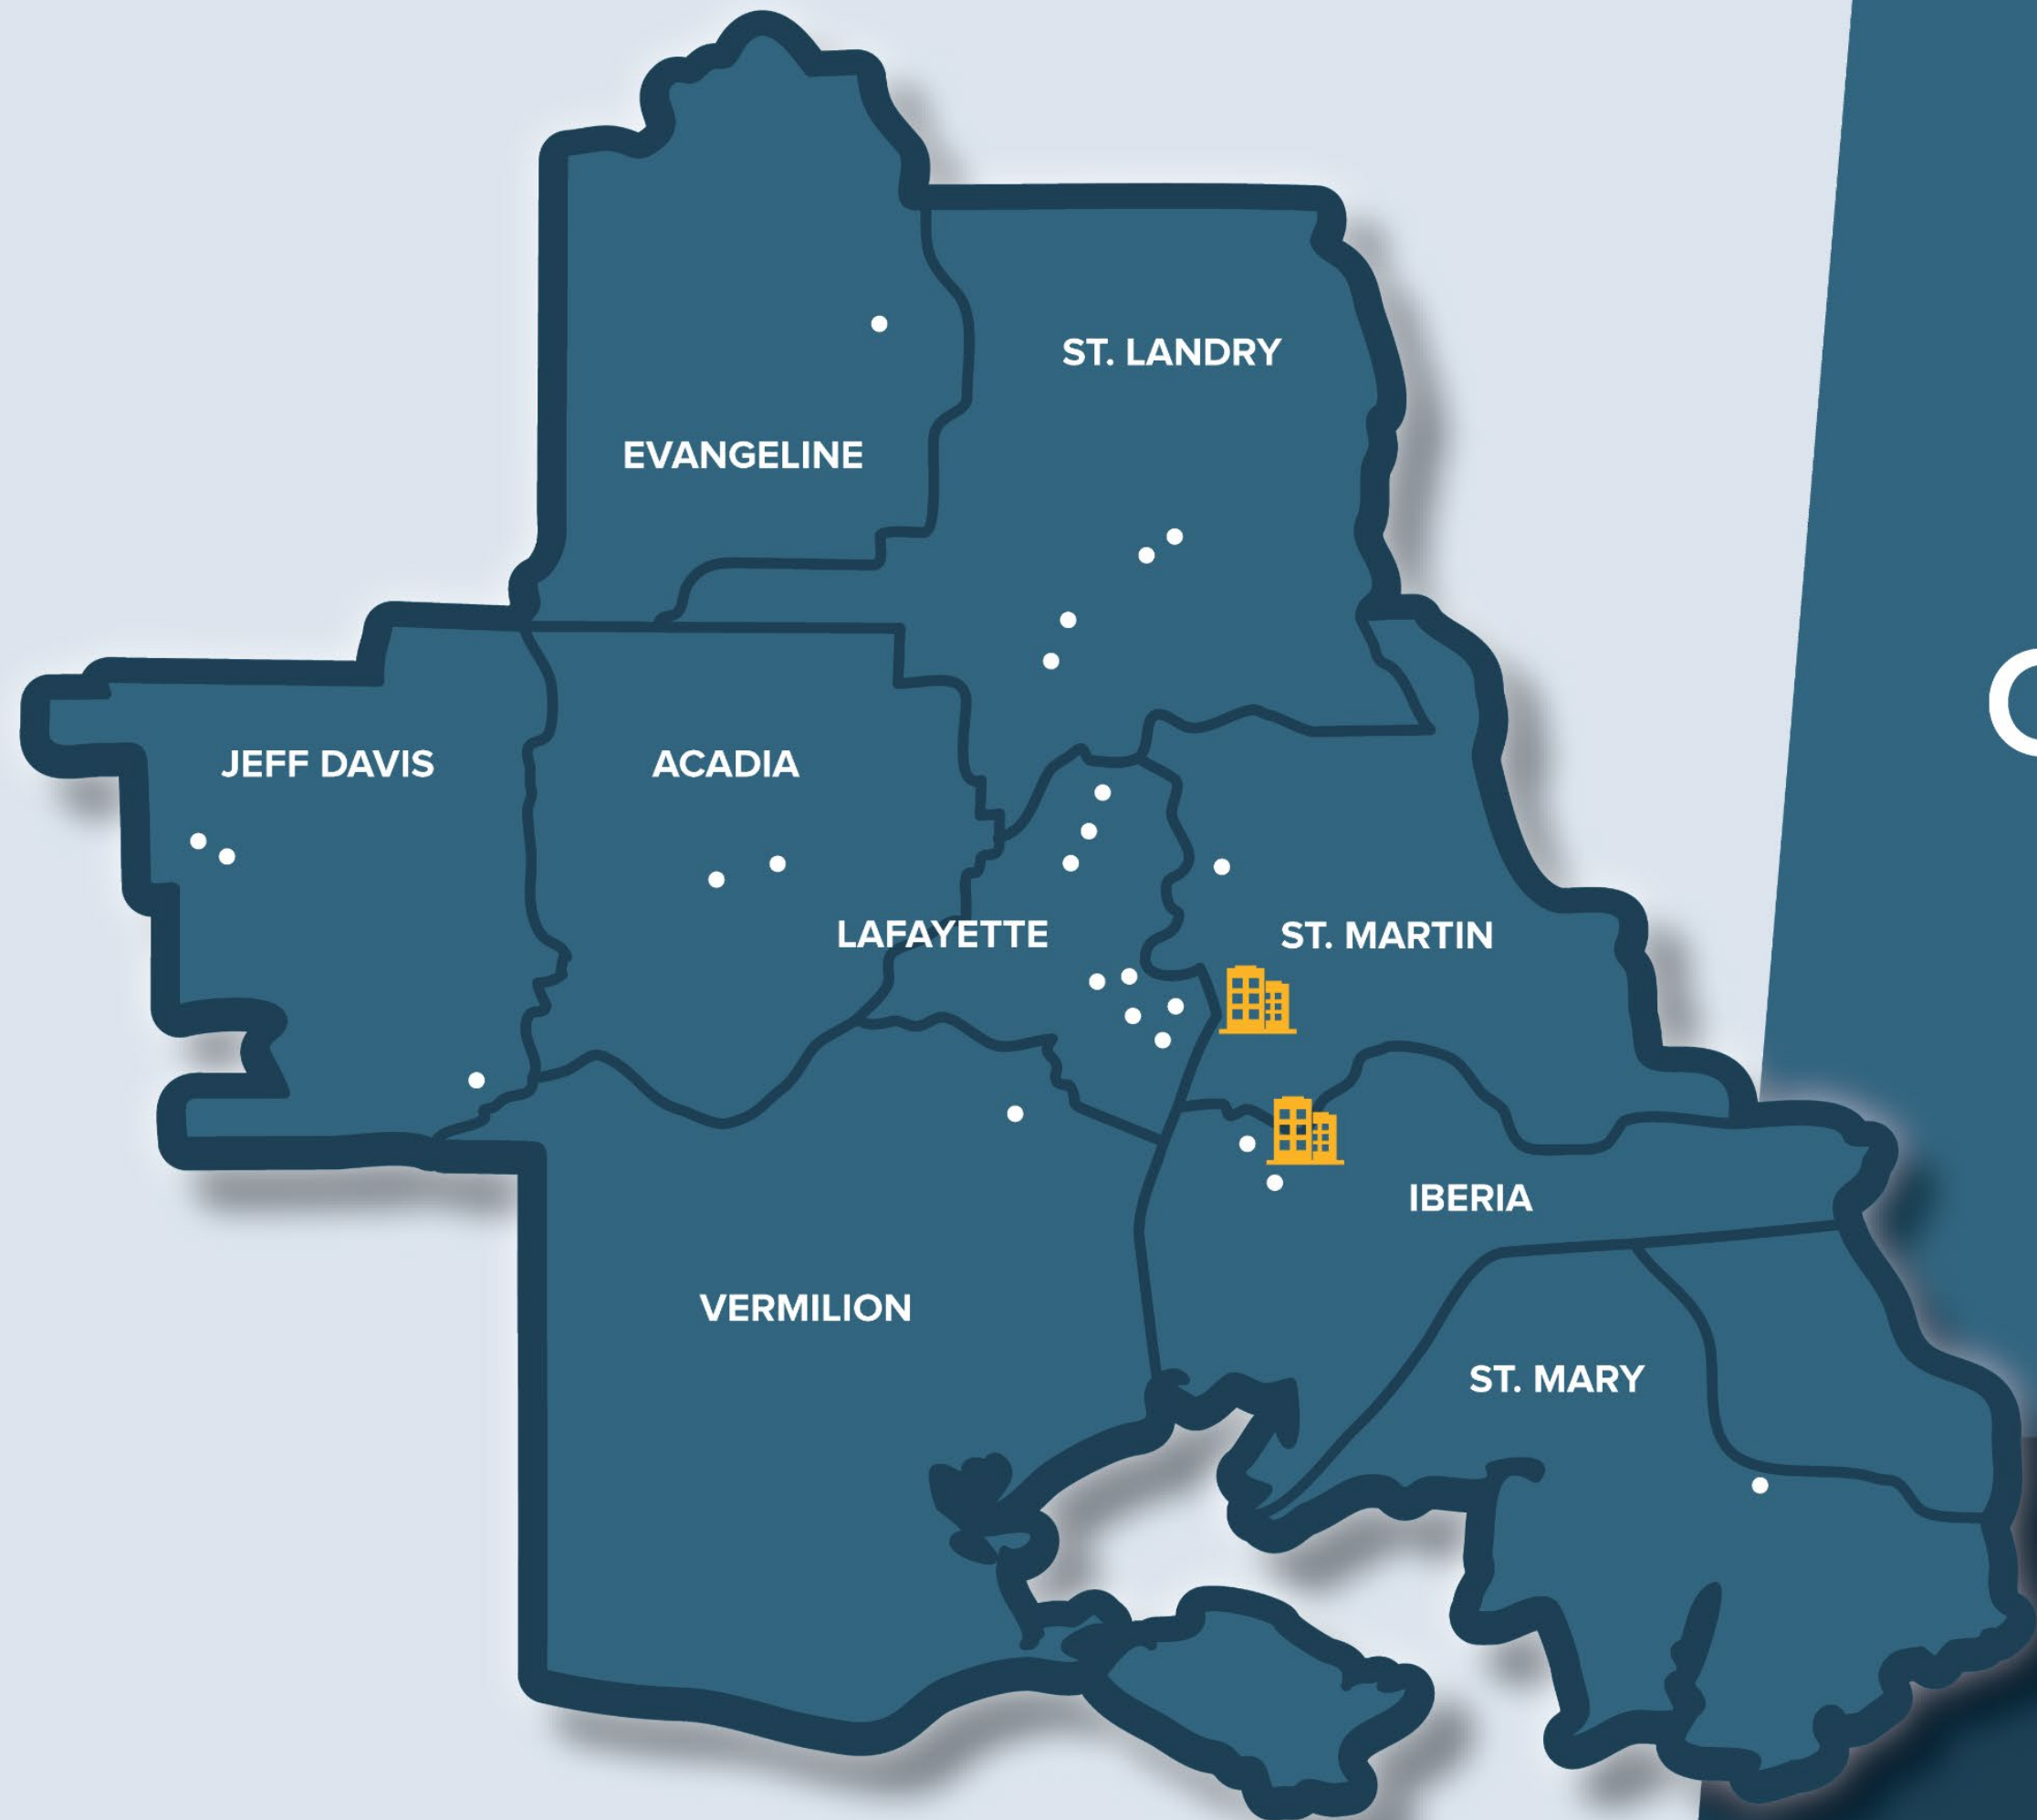 ST. LANDRY
EVANGELINE
JEFF DAVIS
ACADIA
LAFAYETTE
ST. MARTIN
IBERIA
VERMILION
ST. MARY